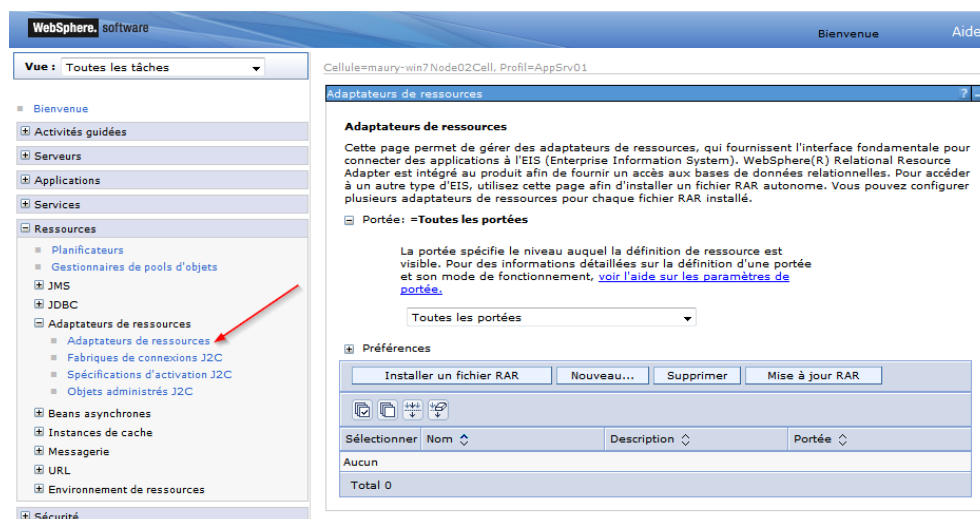 WebSphere. software
Bienvenue
Aide
Vue : Toutes les tâches
Bienvenue
Activités guidées
Serveurs
Applications
Services
Ressources
Planificateurs
Gestionnaires de pools d'objets
JMS
JDBC
Adaptateurs de ressources
Adaptateurs de ressources
Fabriques de connexions J2C
Spécifications d'activation J2C
Objets administrés J2C
Beans asynchrones
Instances de cache
Messagerie
URL
Environnement de ressources
Sécurité
Cellule=maury-win7Node02Cell, Profil=AppSrv01
Adaptateurs de ressources
?
Adaptateurs de ressources
Cette page permet de gérer des adaptateurs de ressources, qui fournissent l'interface fondamentale pour
connecter des applications à l'EIS (Enterprise Information System). WebSphere(R) Relational Resource
Adapter est intégré au produit afin de fournir un accès aux bases de données relationnelles. Pour accéder
à un autre type d'EIS, utilisez cette page afin d'installer un fichier RAR autonome. Vous pouvez configurer
plusieurs adaptateurs de ressources pour chaque fichier RAR installé.
Portée: =Toutes les portées
La portée spécifie le niveau auquel la définition de ressource est
visible. Pour des informations détaillées sur la définition d'une portée
et son mode de fonctionnement, voir l'aide sur les paramètres de
portée.
Toutes les portées
Préférences
Installer un fichier RAR Nouveau... Supprimer Mise à jour RAR
Sélectionner Nom Description Portée
Aucun
Total 0